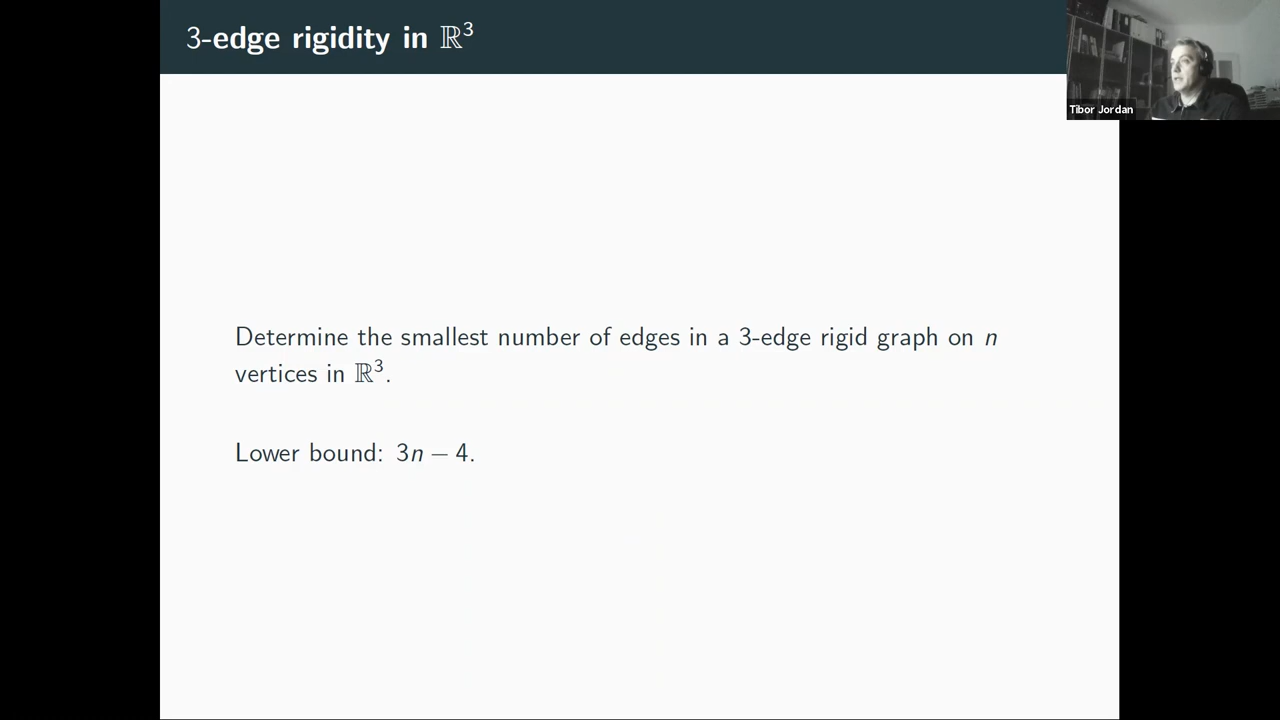 3-edge rigidity in ℝ³
Tibor Jordan
Determine the smallest number of edges in a 3-edge rigid graph on n
vertices in ℝ³.
Lower bound: 3n − 4.